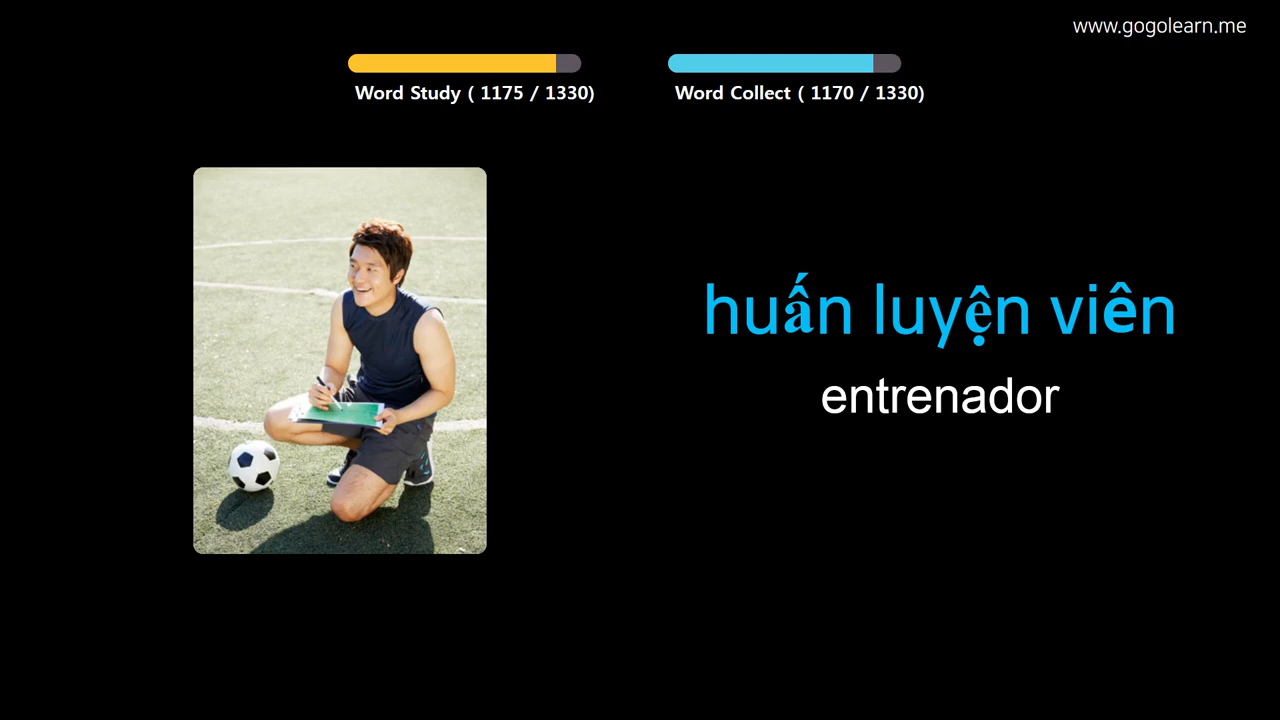 www.gogolearn.me
Word Study ( 1175 / 1330)
Word Collect ( 1170 / 1330)
huấn luyện viên
entrenador